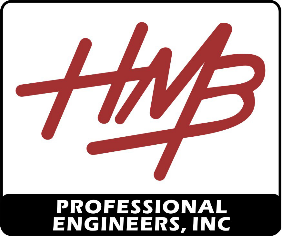 HMB
PROFESSIONAL
ENGINEERS, INC